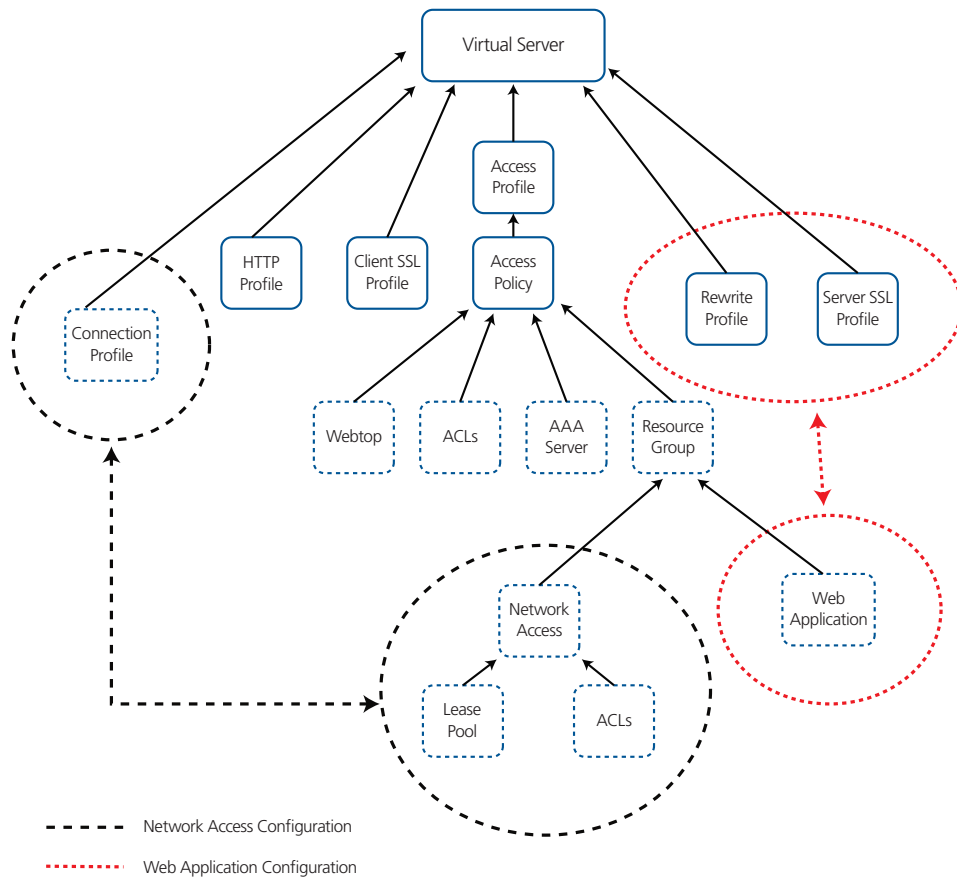 Virtual Server
Access
Profile
HTTP
Profile
Client SSL
Profile
Access
Policy
Rewrite
Profile
Server SSL
Profile
Connection
Profile
Webtop
ACLs
AAA
Server
Resource
Group
Network
Access
Web
Application
Lease
Pool
ACLs
Network Access Configuration
Web Application Configuration